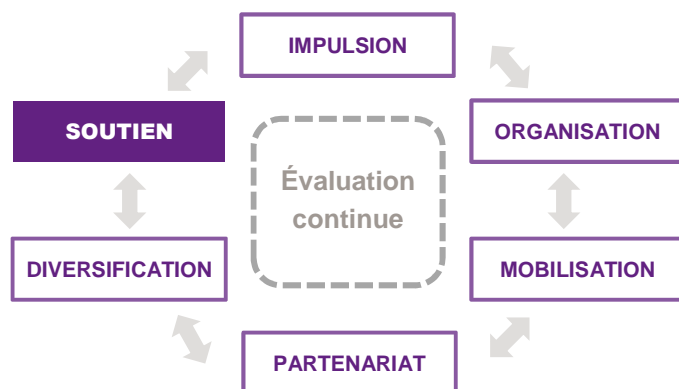 IMPULSION
SOUTIEN
ORGANISATION
Évaluation
continue
DIVERSIFICATION
MOBILISATION
PARTENARIAT